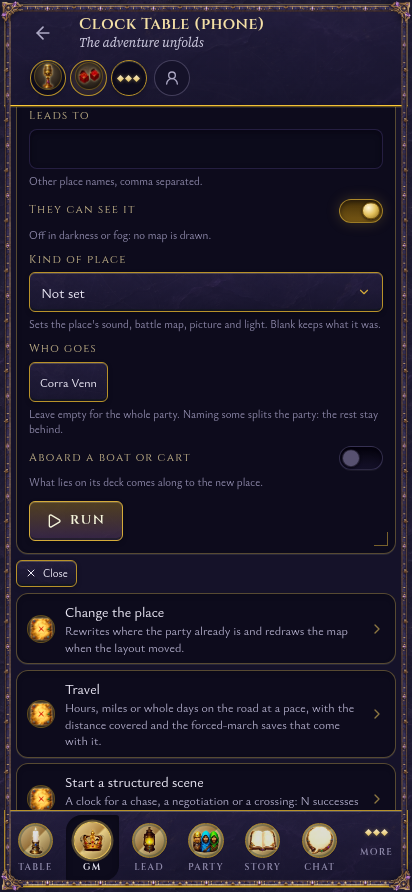 Clock Table (phone)
The adventure unfolds
Leads to
Other place names, comma separated.
They can see it
Off in darkness or fog: no map is drawn.
Kind of place
Not set
Sets the place's sound, battle map, picture and light. Blank keeps what it was.
Who goes
Corra Venn
Leave empty for the whole party. Naming some splits the party: the rest stay
behind.
Aboard a boat or cart
What lies on its deck comes along to the new place.
RUN
Close
Change the place
Rewrites where the party already is and redraws the map
when the layout moved.
Travel
Hours, miles or whole days on the road at a pace, with the
distance covered and the forced-march saves that come
with it.
Start a structured scene
A clock for a chase, a negotiation or a crossing: N successes
TABLE
GM
LEAD
PARTY
STORY
CHAT
MORE